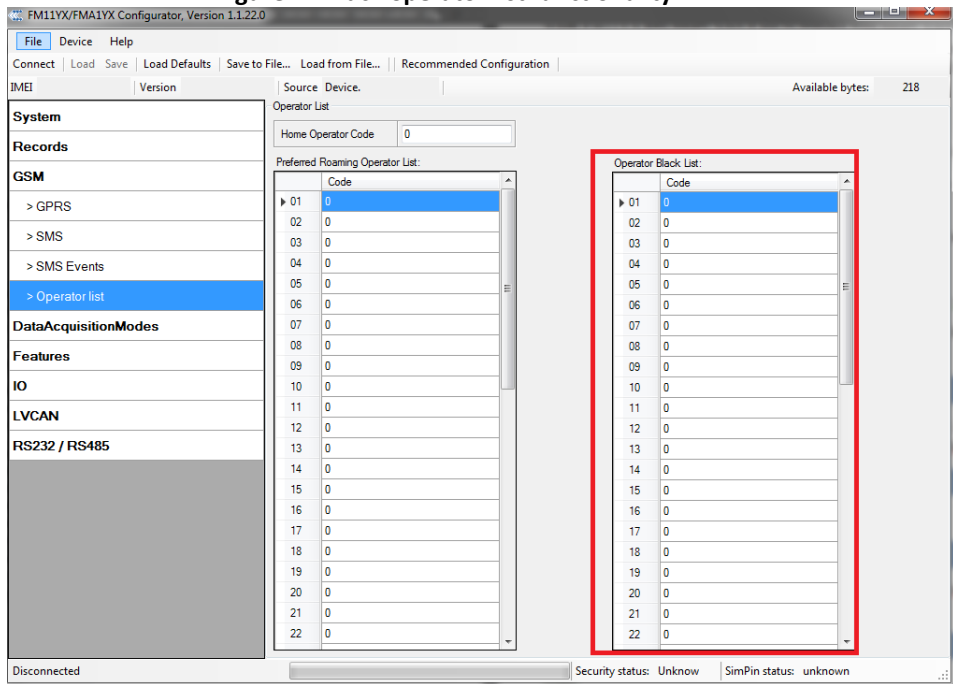 FM11YX/FMA1YX Configurator, Version 1.1.22.0
File Device Help
Connect Load Save Load Defaults Save to File... Load from File... Recommended Configuration
IMEI Version Source Device. Available bytes: 218
System
Records
GSM
> GPRS
> SMS
> SMS Events
> Operator list
DataAcquisitionModes
Features
IO
LVCAN
RS232 / RS485
Operator List
Home Operator Code 0
Preferred Roaming Operator List:
Code
01 0
02 0
03 0
04 0
05 0
06 0
07 0
08 0
09 0
10 0
11 0
12 0
13 0
14 0
15 0
16 0
17 0
18 0
19 0
20 0
21 0
22 0
Operator Black List:
Code
01 0
02 0
03 0
04 0
05 0
06 0
07 0
08 0
09 0
10 0
11 0
12 0
13 0
14 0
15 0
16 0
17 0
18 0
19 0
20 0
21 0
22 0
Disconnected Security status: Unknow SimPin status: unknown